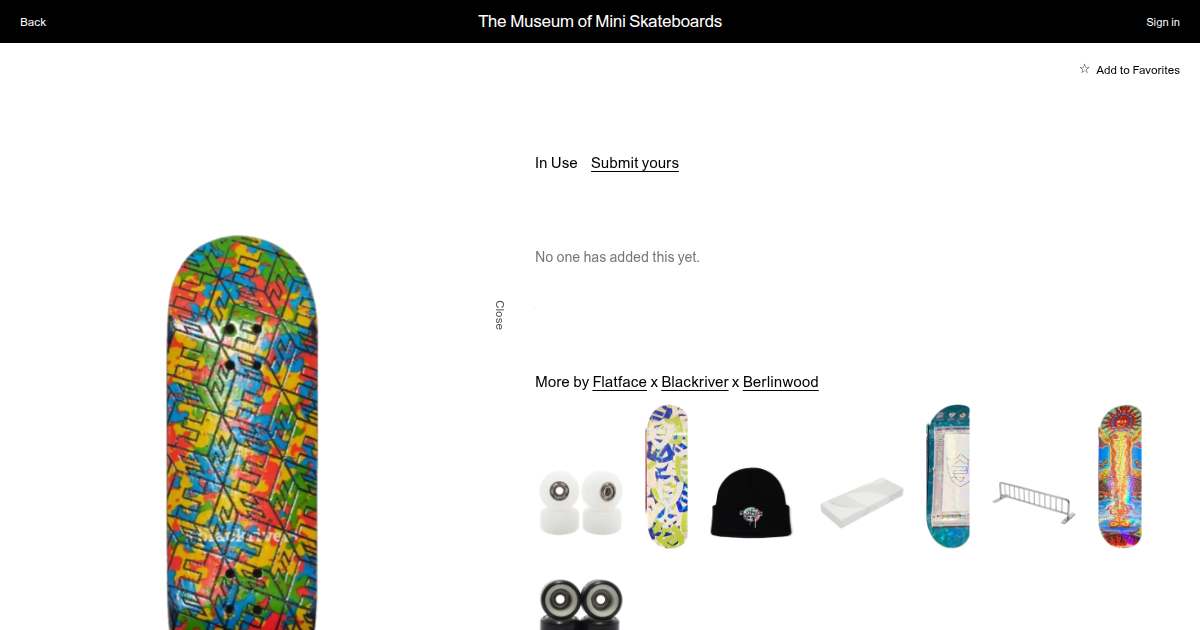 Back
The Museum of Mini Skateboards
Sign in
☆ Add to Favorites
In Use Submit yours
No one has added this yet.
Close
More by Flatface x Blackriver x Berlinwood